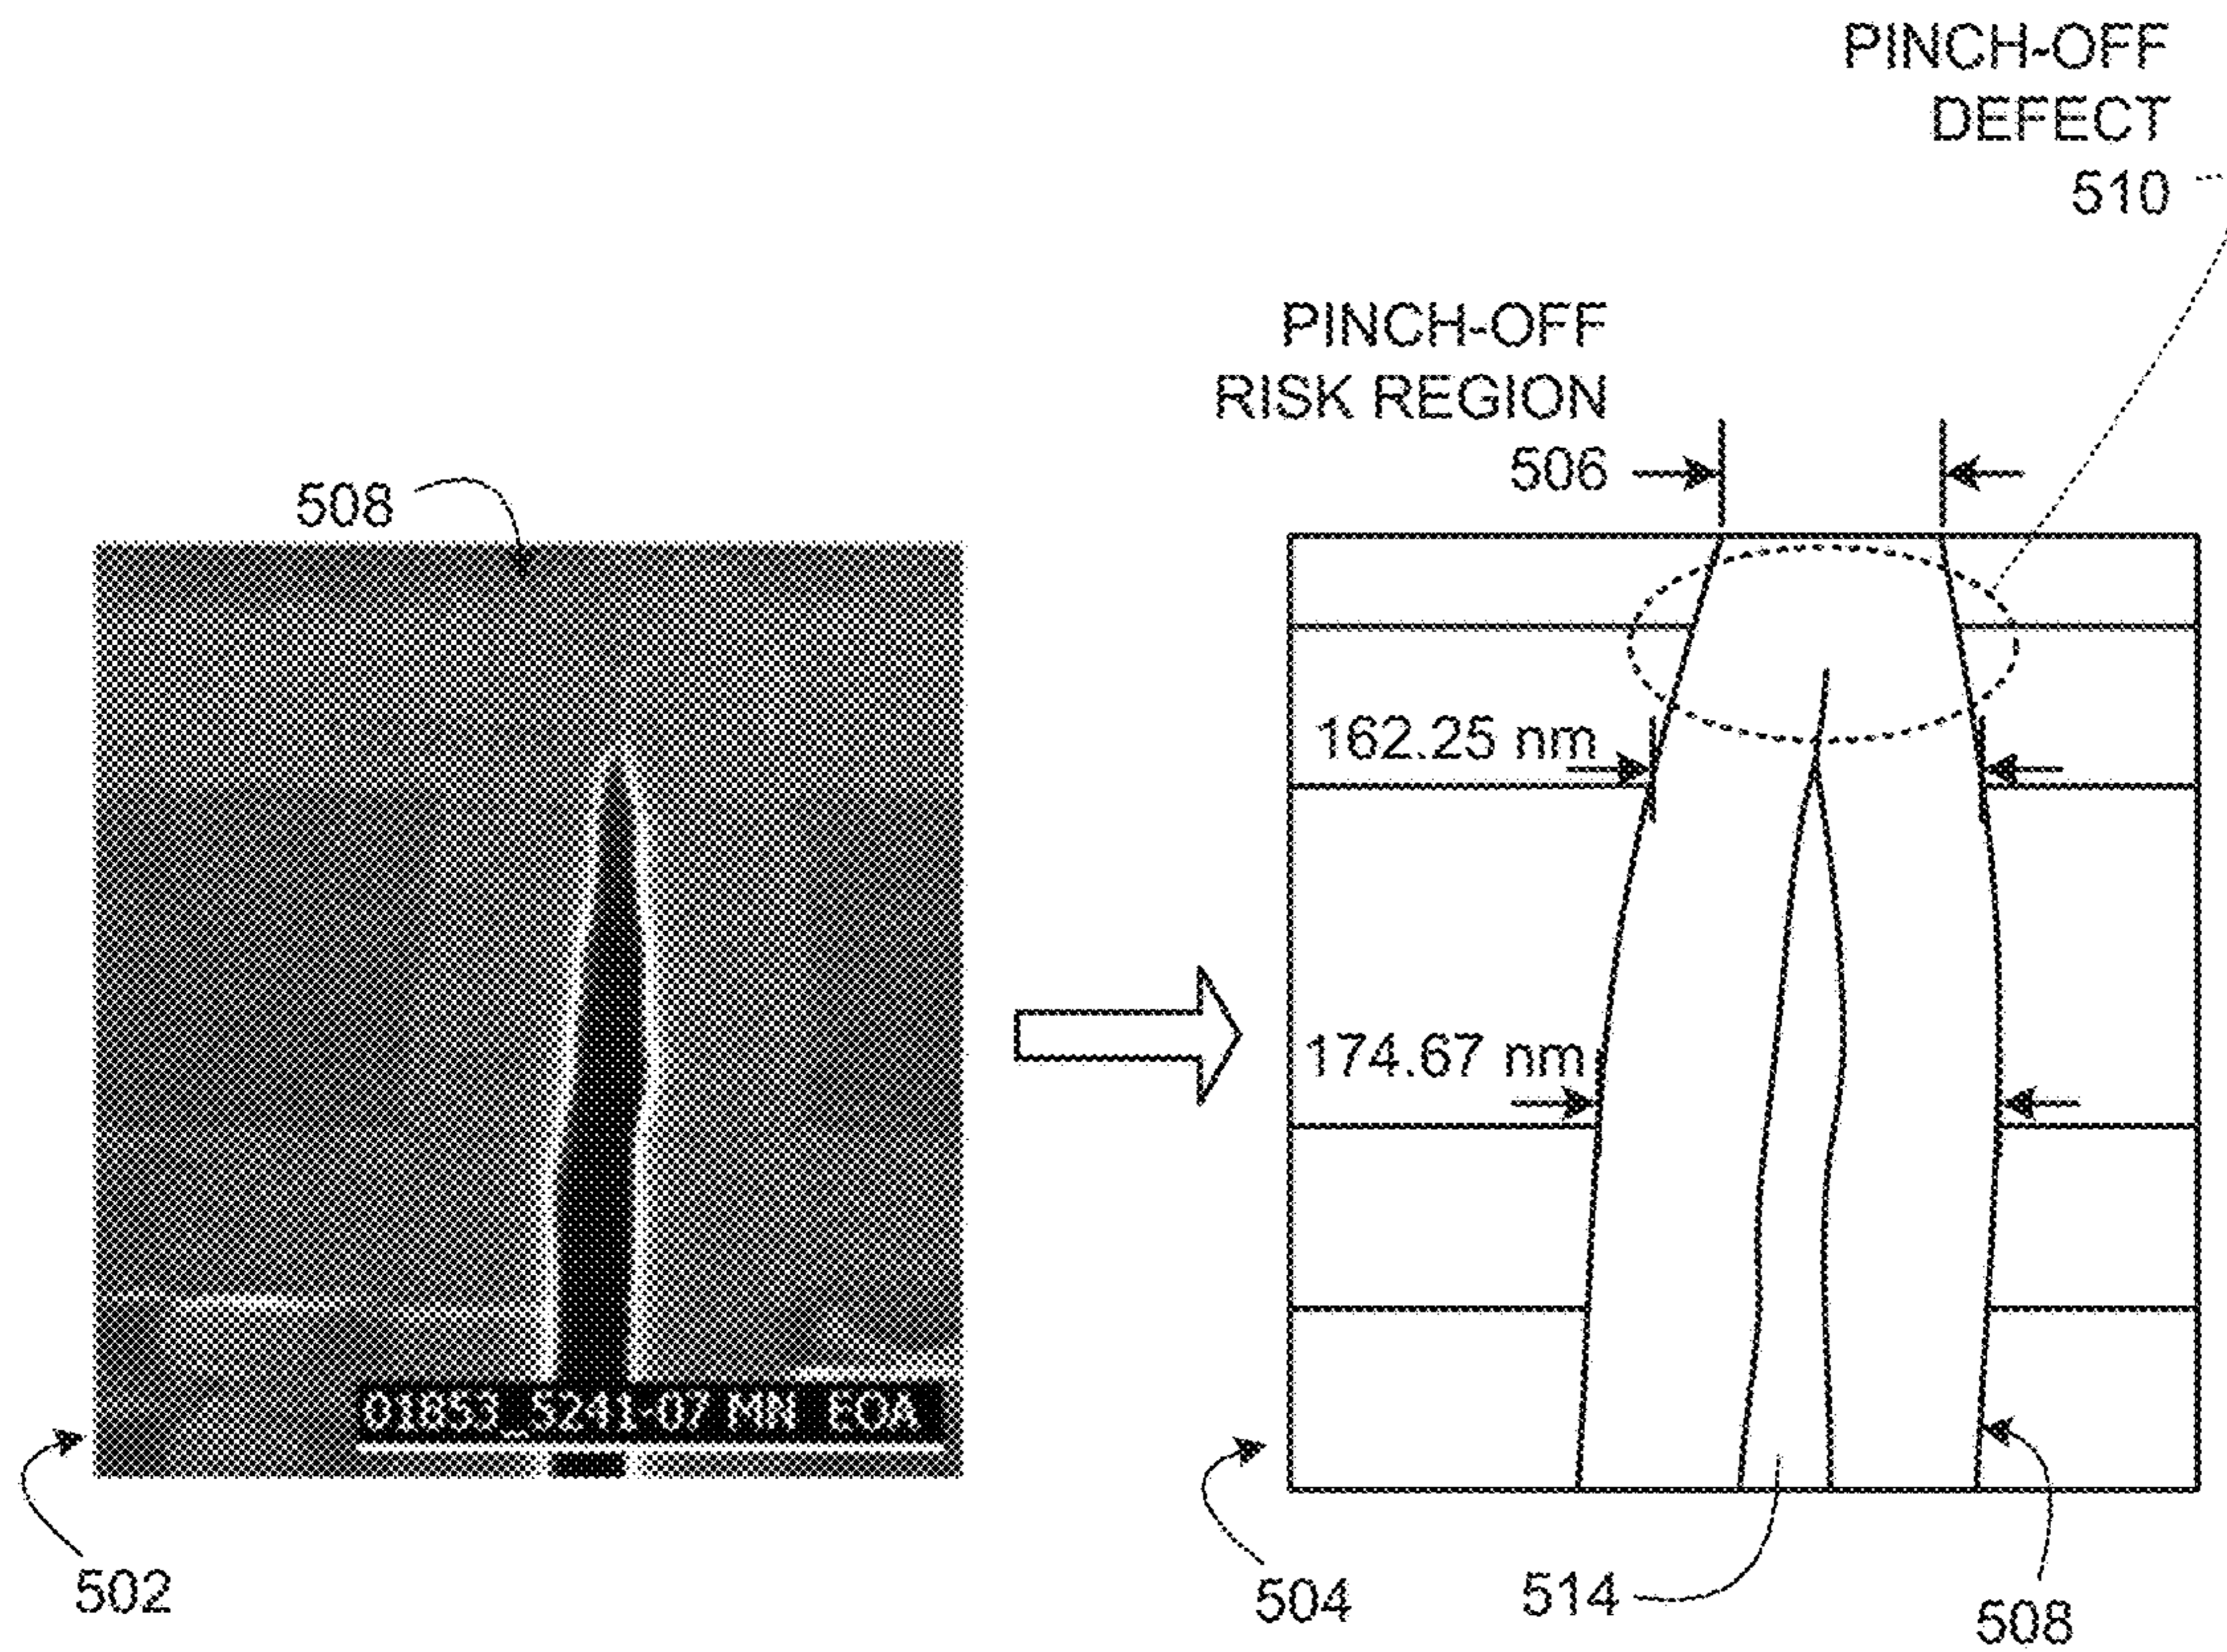 PINCH-OFF
DEFECT
510
PINCH-OFF
RISK REGION
506
508
162.25 nm
174.67 nm
01853_5241-07 MN EOA
502
504
514
508